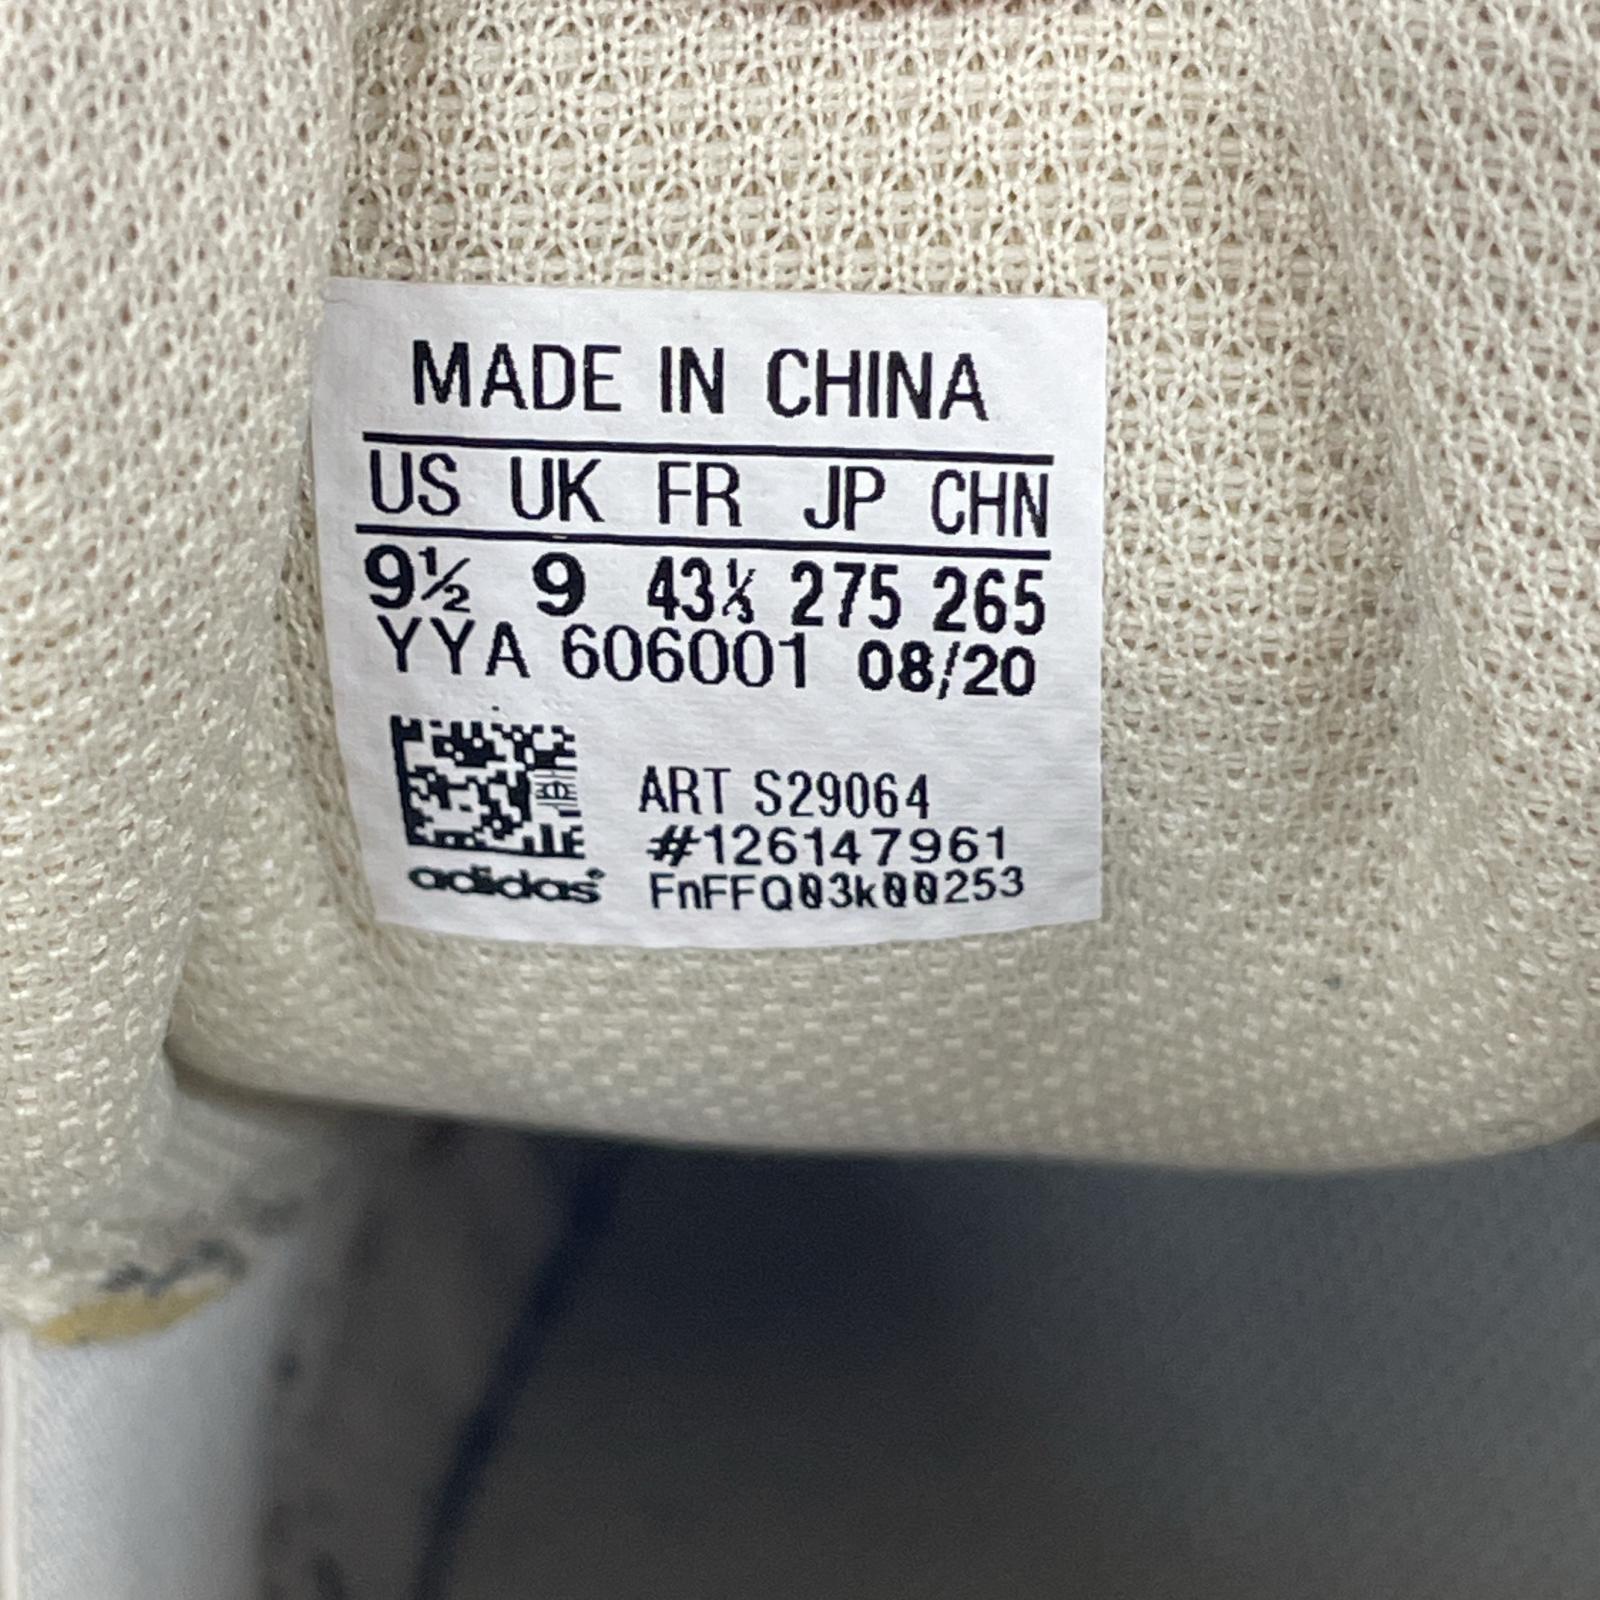 MADE IN CHINA
US UK FR JP CHN
9½ 9 43⅓ 275 265
YYA 606001 08/20
ART S29064
#126147961
adidas FnFFQ03k00253